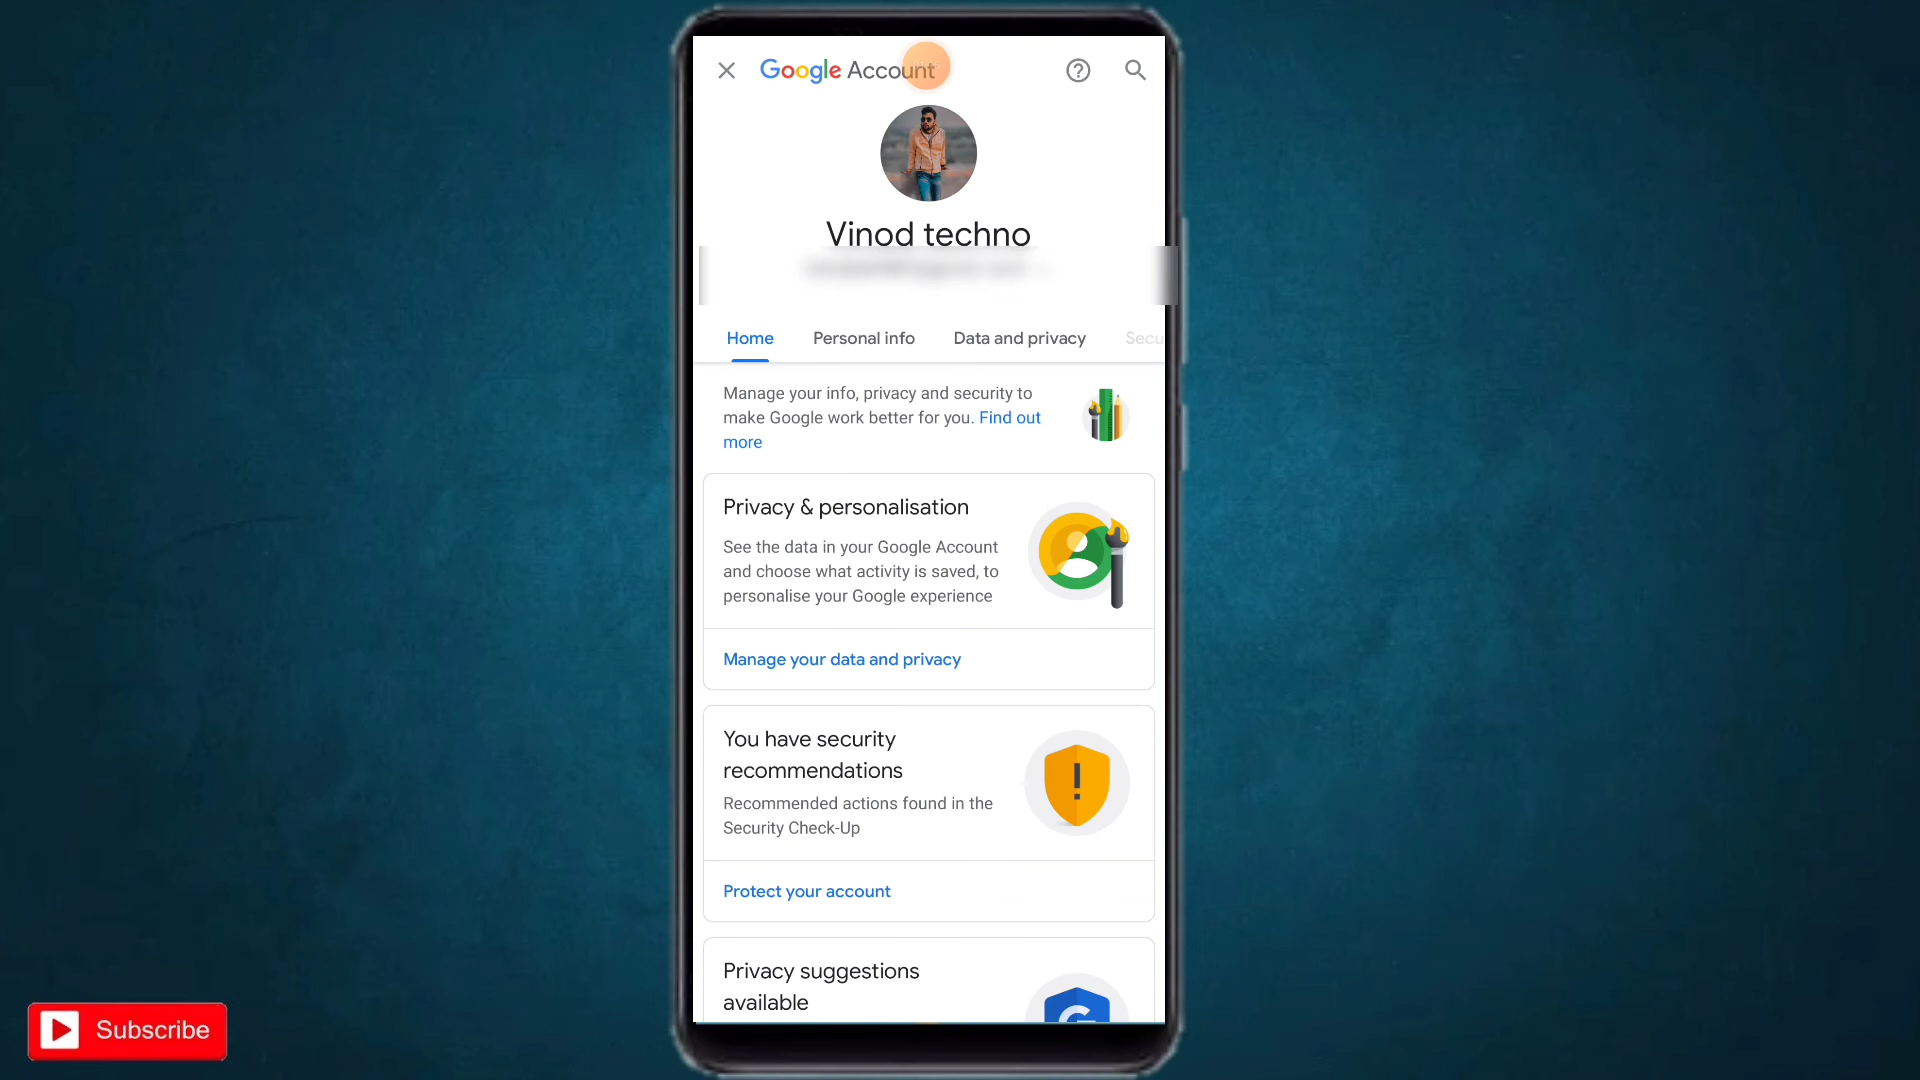 Google Account
Vinod techno
Home Personal info Data and privacy Secu
Manage your info, privacy and security to
make Google work better for you. Find out
more
Privacy & personalisation
See the data in your Google Account
and choose what activity is saved, to
personalise your Google experience
Manage your data and privacy
You have security
recommendations
Recommended actions found in the
Security Check-Up
Protect your account
Privacy suggestions
available
Subscribe